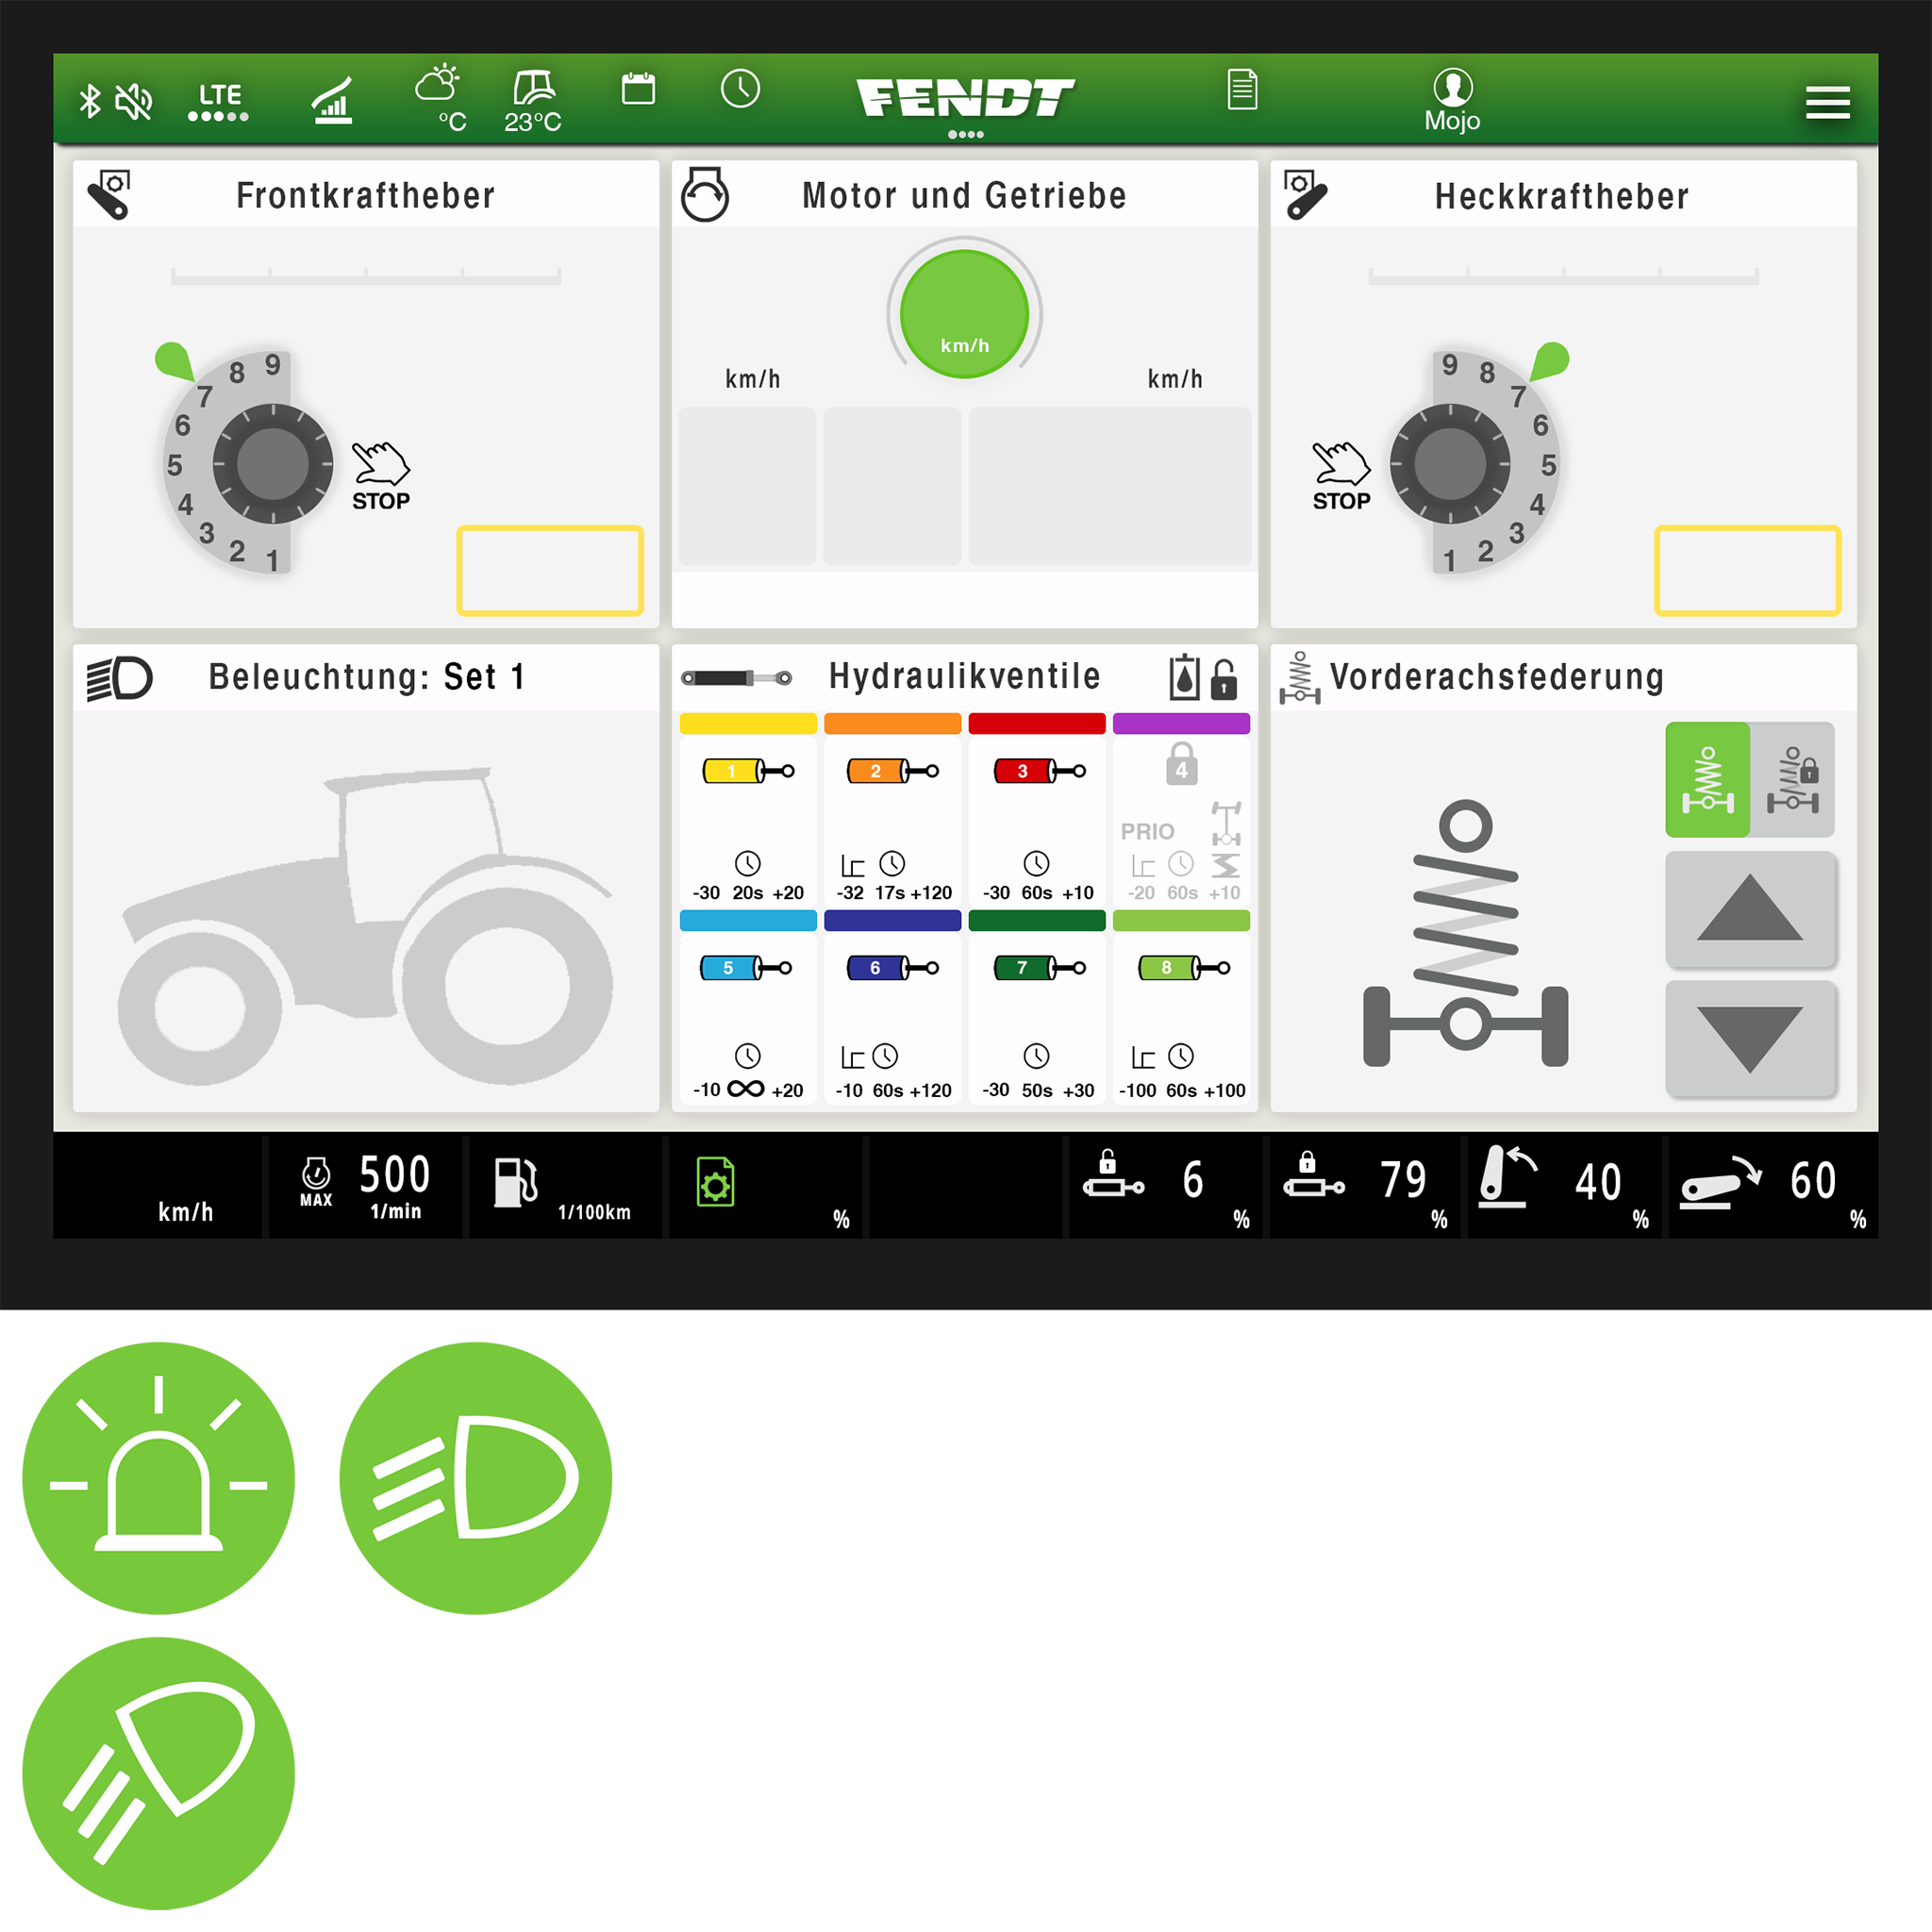 LTE
°C
23°C
FENDT
Mojo
Frontkraftheber
9
8
7
6
5
4
3
2
1
STOP
Motor und Getriebe
km/h
km/h
km/h
Heckkraftheber
9
8
7
6
5
4
3
2
1
STOP
Beleuchtung: Set 1
Hydraulikventile
1
2
3
4
PRIO
-30 20s +20
-32 17s +120
-30 60s +10
-20 60s +10
5
6
7
8
-10 ∞ +20
-10 60s +120
-30 50s +30
-100 60s +100
Vorderachsfederung
km/h
MAX
500
1/min
1/100km
%
6
%
79
%
40
%
60
%